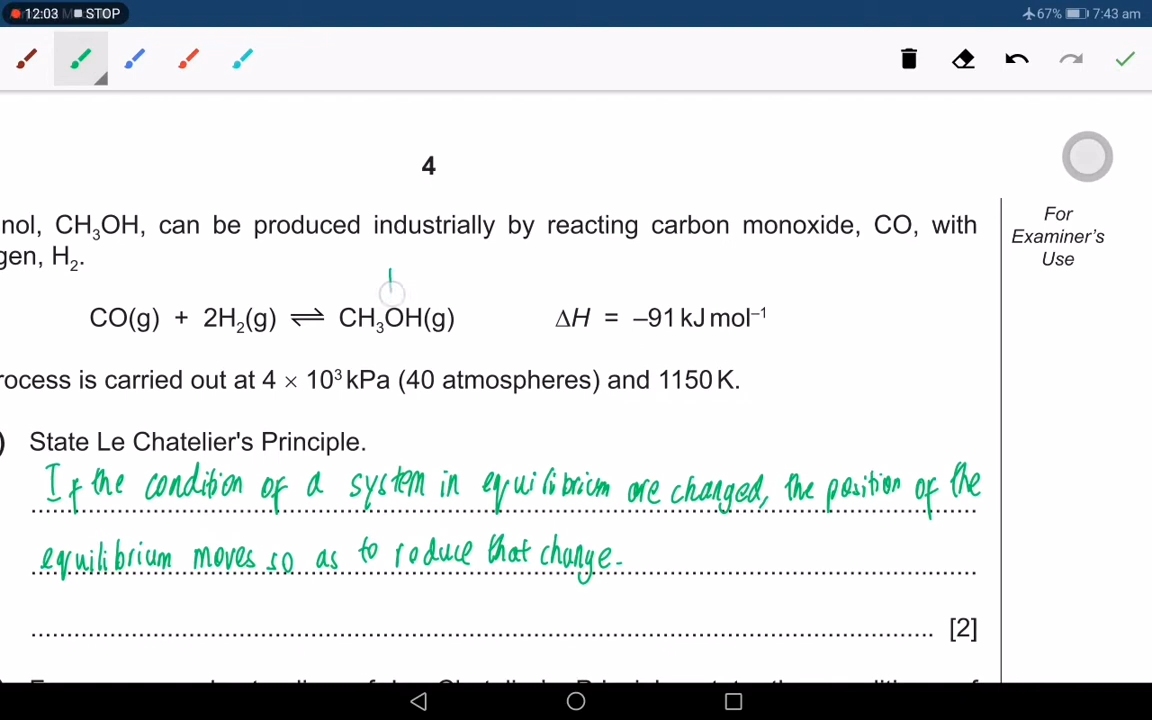 12:03 STOP
67% 7:43 am
4
nol, CH₃OH, can be produced industrially by reacting carbon monoxide, CO, with
For
Examiner's
Use
gen, H₂.
CO(g) + 2H₂(g) ⇌ CH₃OH(g) ΔH = –91 kJ mol⁻¹
rocess is carried out at 4 × 10³ kPa (40 atmospheres) and 1150 K.
) State Le Chatelier's Principle.
If the condition of a system in equilibrium are changed, the position of the
equilibrium moves so as to reduce that change.
[2]